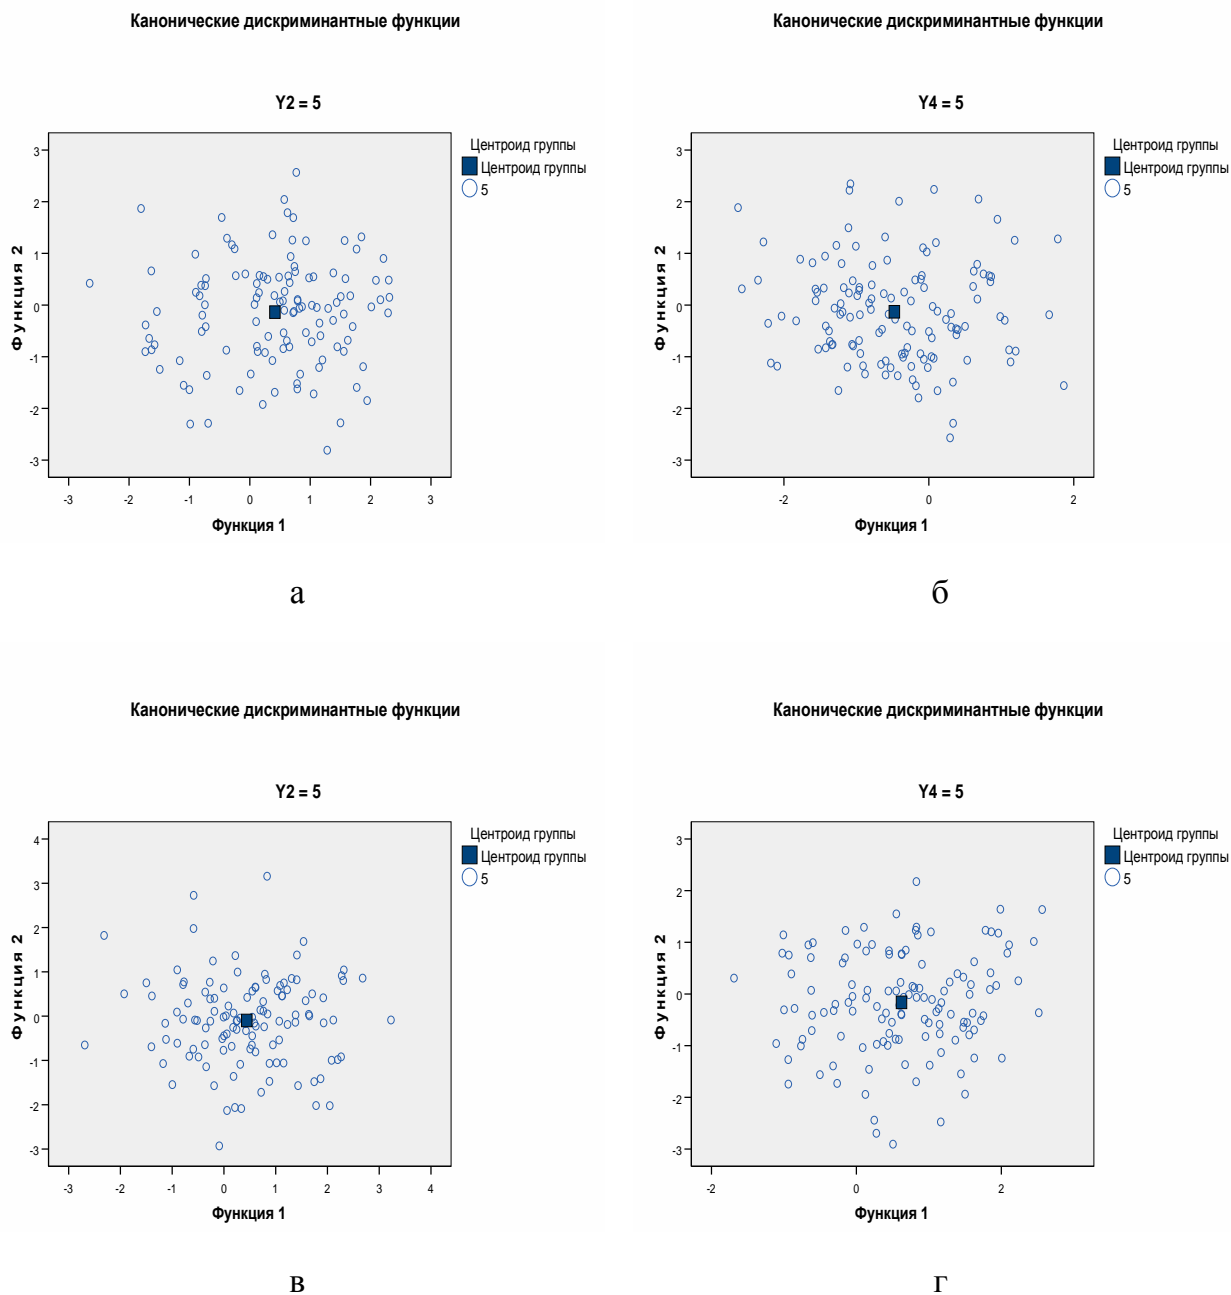 Канонические дискриминантные функции
Y2 = 5
Центроид группы
Центроид группы
5
Функция 2
3
2
1
0
-1
-2
-3
-3 -2 -1 0 1 2 3
Функция 1
а
Канонические дискриминантные функции
Y4 = 5
Центроид группы
Центроид группы
5
Функция 2
3
2
1
0
-1
-2
-3
-2 0 2
Функция 1
б
Канонические дискриминантные функции
Y2 = 5
Центроид группы
Центроид группы
5
Функция 2
4
3
2
1
0
-1
-2
-3
-3 -2 -1 0 1 2 3 4
Функция 1
в
Канонические дискриминантные функции
Y4 = 5
Центроид группы
Центроид группы
5
Функция 2
3
2
1
0
-1
-2
-3
-2 0 2
Функция 1
г